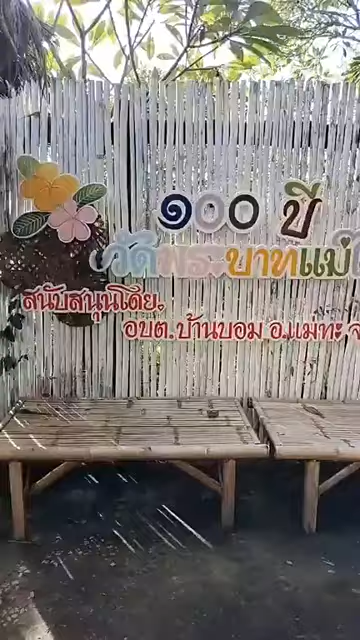 ๑๐๐ ปี
วัดพระบาทแม่
สนับสนุนโดย
อบต.บ้านบอม อ.แมทะ จ